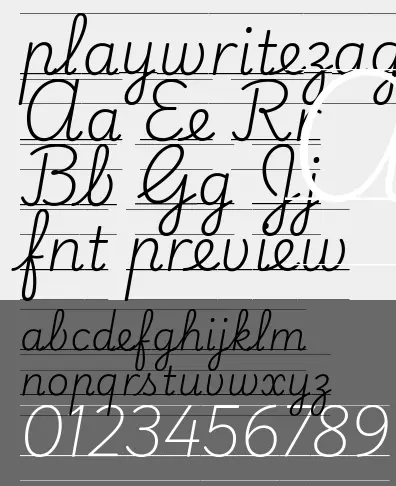 playwritezag
Aa Ee Rr
Bb Gg Jj
fnt preview
abcdefghijklm
nopqrstuvwxyz
0123456789